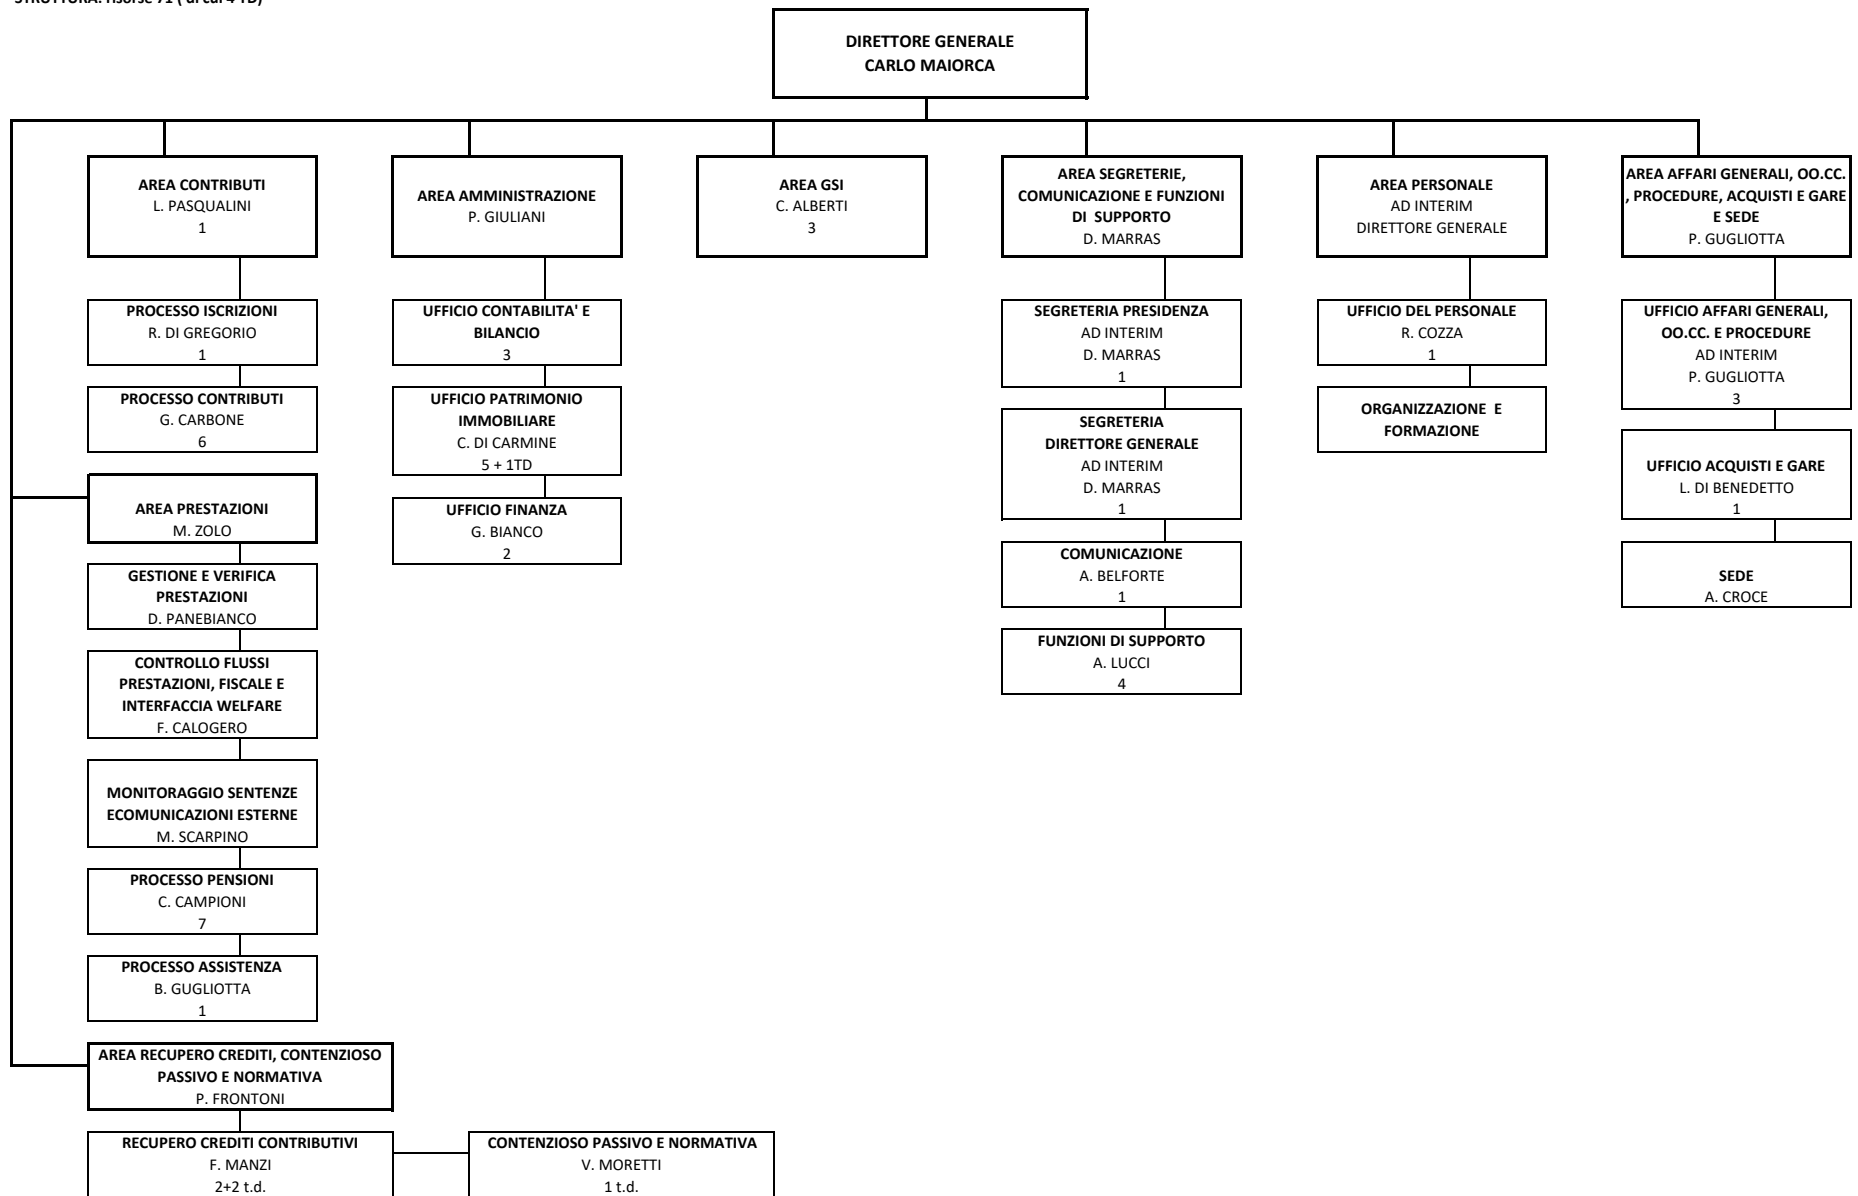 STRUTTURA: risorse 71 ( di cui 4 TD)
DIRETTORE GENERALE
CARLO MAIORCA
AREA CONTRIBUTI
L. PASQUALINI
1
PROCESSO ISCRIZIONI
R. DI GREGORIO
1
PROCESSO CONTRIBUTI
G. CARBONE
6
AREA PRESTAZIONI
M. ZOLO
GESTIONE E VERIFICA
PRESTAZIONI
D. PANEBIANCO
CONTROLLO FLUSSI
PRESTAZIONI, FISCALE E
INTERFACCIA WELFARE
F. CALOGERO
MONITORAGGIO SENTENZE
ECOMUNICAZIONI ESTERNE
M. SCARPINO
PROCESSO PENSIONI
C. CAMPIONI
7
PROCESSO ASSISTENZA
B. GUGLIOTTA
1
AREA RECUPERO CREDITI, CONTENZIOSO
PASSIVO E NORMATIVA
P. FRONTONI
RECUPERO CREDITI CONTRIBUTIVI
F. MANZI
2+2 t.d.
CONTENZIOSO PASSIVO E NORMATIVA
V. MORETTI
1 t.d.
AREA AMMINISTRAZIONE
P. GIULIANI
UFFICIO CONTABILITA' E
BILANCIO
3
UFFICIO PATRIMONIO
IMMOBILIARE
C. DI CARMINE
5 + 1TD
UFFICIO FINANZA
G. BIANCO
2
AREA GSI
C. ALBERTI
3
AREA SEGRETERIE,
COMUNICAZIONE E FUNZIONI
DI SUPPORTO
D. MARRAS
SEGRETERIA PRESIDENZA
AD INTERIM
D. MARRAS
1
SEGRETERIA
DIRETTORE GENERALE
AD INTERIM
D. MARRAS
1
COMUNICAZIONE
A. BELFORTE
1
FUNZIONI DI SUPPORTO
A. LUCCI
4
AREA PERSONALE
AD INTERIM
DIRETTORE GENERALE
UFFICIO DEL PERSONALE
R. COZZA
1
ORGANIZZAZIONE E
FORMAZIONE
AREA AFFARI GENERALI, OO.CC.
, PROCEDURE, ACQUISTI E GARE
E SEDE
P. GUGLIOTTA
UFFICIO AFFARI GENERALI,
OO.CC. E PROCEDURE
AD INTERIM
P. GUGLIOTTA
3
UFFICIO ACQUISTI E GARE
L. DI BENEDETTO
1
SEDE
A. CROCE